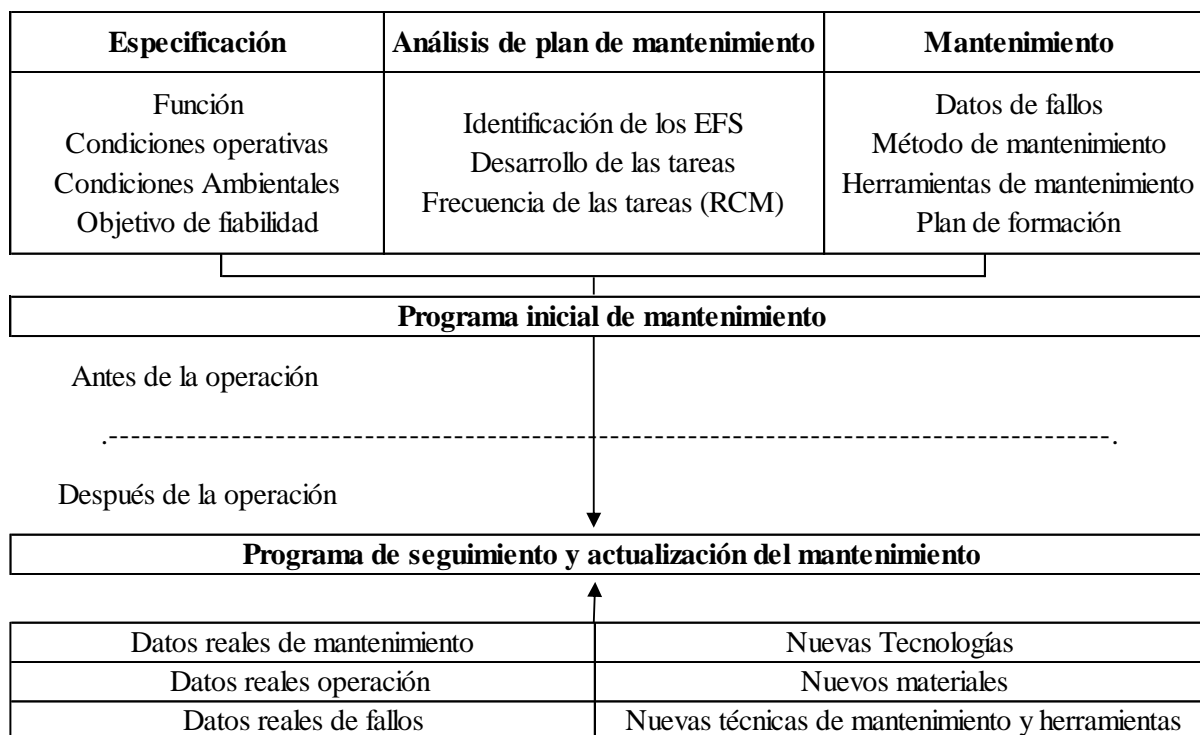 Especificación
Análisis de plan de mantenimiento
Mantenimiento
Función
Condiciones operativas
Condiciones Ambientales
Objetivo de fiabilidad
Identificación de los EFS
Desarrollo de las tareas
Frecuencia de las tareas (RCM)
Datos de fallos
Método de mantenimiento
Herramientas de mantenimiento
Plan de formación
Programa inicial de mantenimiento
Antes de la operación
Después de la operación
Programa de seguimiento y actualización del mantenimiento
Datos reales de mantenimiento
Nuevas Tecnologías
Datos reales operación
Nuevos materiales
Datos reales de fallos
Nuevas técnicas de mantenimiento y herramientas